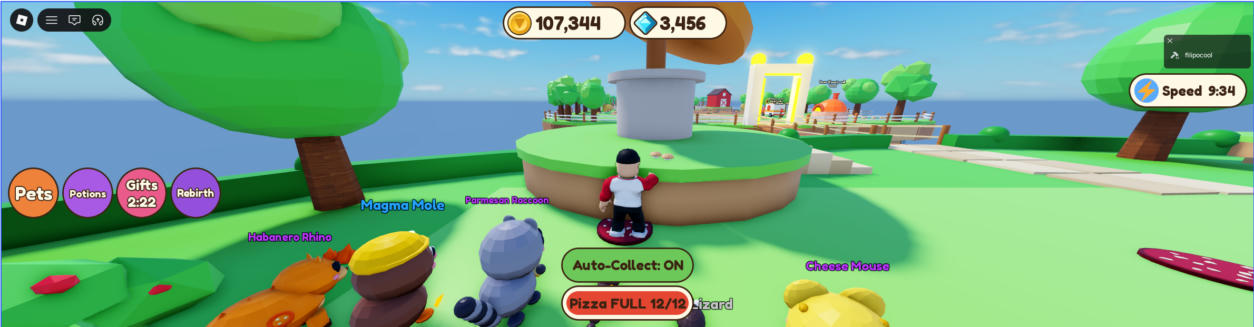 107,344
3,456
filipocool
Speed 9:34
Pets
Potions
Gifts
2:22
Rebirth
Magma Mole
Parmesan Raccoon
Habanero Rhino
Auto-Collect: ON
Cheese Mouse
Pizza FULL 12/12
Lizard